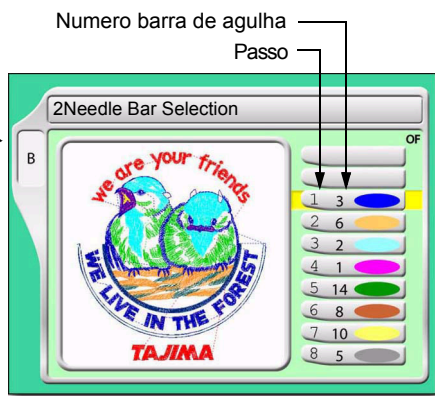 Numero barra de agulha
Passo
2Needle Bar Selection
OF
B
we are your friends
WE LIVE IN THE FOREST
TAJIMA
1 3
2 6
3 2
4 1
5 14
6 8
7 10
8 5